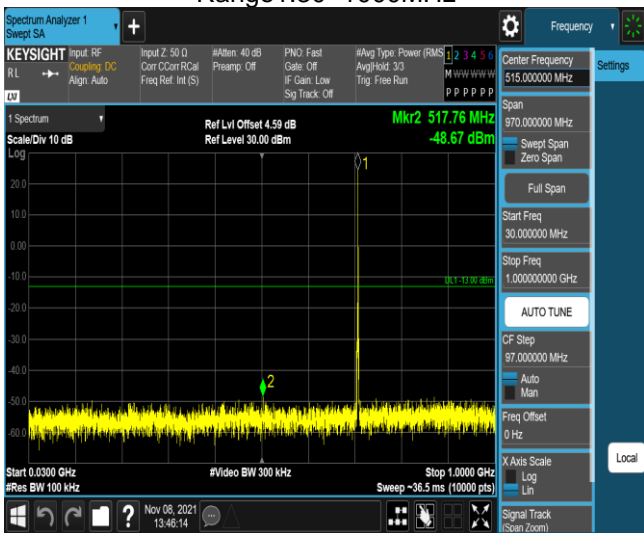 Spectrum Analyzer 1
Swept SA
+
Frequency
KEYSIGHT
RL
LXI
Input: RF
Coupling: DC
Align: Auto
Input Z: 50 Ω
Corr CCorr RCal
Freq Ref: Int (S)
#Atten: 40 dB
Preamp: Off
PNO: Fast
Gate: Off
IF Gain: Low
Sig Track: Off
#Avg Type: Power (RMS
Avg|Hold: 3/3
Trig: Free Run
1 2 3 4 5 6
M W W W W W
P P P P P P
1 Spectrum
Scale/Div 10 dB
Log
Ref Lvl Offset 4.59 dB
Ref Level 30.00 dBm
Mkr2 517.76 MHz
-48.67 dBm
1
20.0
10.0
0.00
-10.0
DL1 -13.00 dBm
-20.0
-30.0
-40.0
2
-50.0
-60.0
Start 0.0300 GHz
#Res BW 100 kHz
#Video BW 300 kHz
Stop 1.0000 GHz
Sweep ~36.5 ms (10000 pts)
Center Frequency
515.000000 MHz
Span
970.000000 MHz
Swept Span
Zero Span
Full Span
Start Freq
30.000000 MHz
Stop Freq
1.000000000 GHz
AUTO TUNE
CF Step
97.000000 MHz
Auto
Man
Freq Offset
0 Hz
X Axis Scale
Log
Lin
Signal Track
(Span Zoom)
Settings
Local
?
Nov 08, 2021
13:46:14